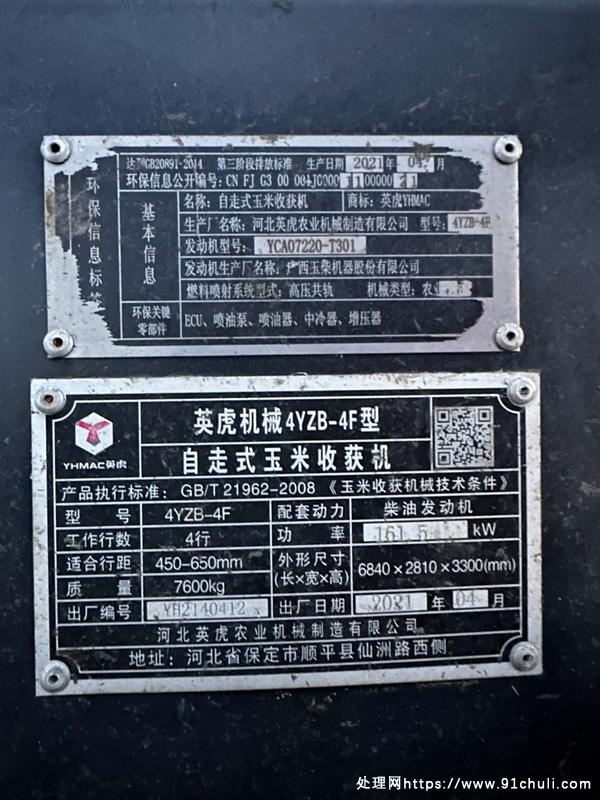 环保信息标签
达到GB20891-2014 第三阶段排放标准 生产日期 2021年 04 月
环保信息公开编号: CN FJ G3 00
基本信息
名称: 自走式玉米收获机 商标: 英虎YHMAC
生产厂名称: 河北英虎农业机械制造有限公司 型号: 4YZB-4F
发动机型号: YCA07220-T301
发动机生产厂名称: 广西玉柴机器股份有限公司
燃料喷射系统型式: 高压共轨 机械类型: 农业
环保关键零部件 ECU、喷油泵、喷油器、中冷器、增压器
YHMAC英虎
英虎机械4YZB-4F型
自走式玉米收获机
产品执行标准: GB/T 21962-2008 《玉米收获机械技术条件》
型号 4YZB-4F 配套动力 柴油发动机
工作行数 4行 功率 161.5 kW
适合行距 450-650mm 外形尺寸(长×宽×高) 6840×2810×3300(mm)
质量 7600kg
出厂编号 YH2140412 出厂日期 2021 年 04 月
河北英虎农业机械制造有限公司
地址: 河北省保定市顺平县仙洲路西侧
处理网https://www.91chuli.com